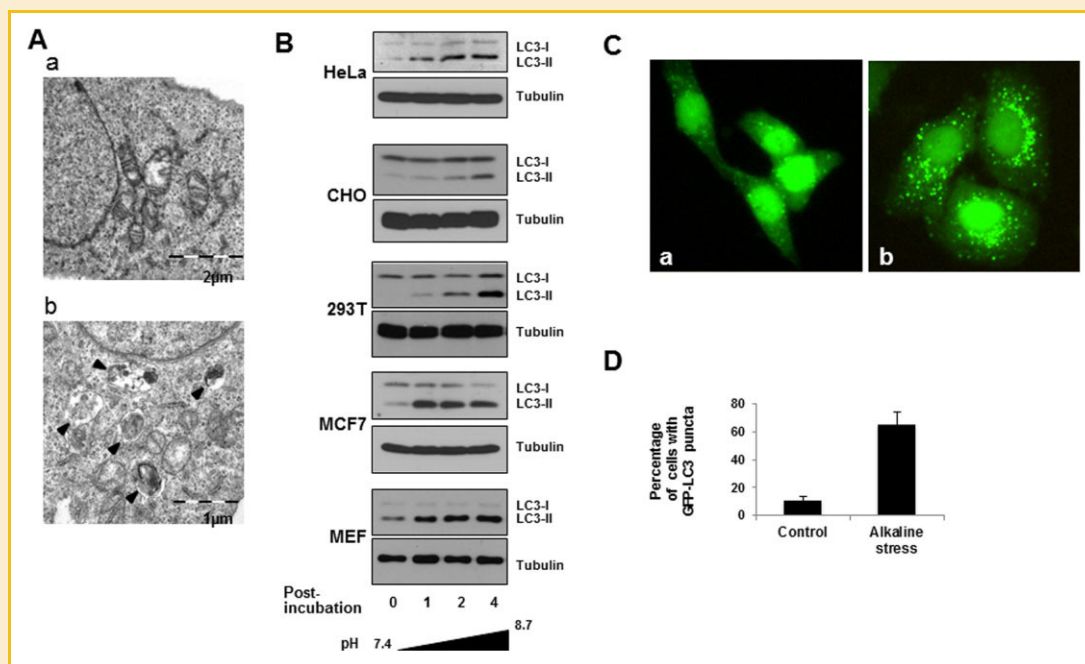 A
a
2µm
b
1µm
B
HeLa
LC3-I
LC3-II
Tubulin
CHO
LC3-I
LC3-II
Tubulin
293T
LC3-I
LC3-II
Tubulin
MCF7
LC3-I
LC3-II
Tubulin
MEF
LC3-I
LC3-II
Tubulin
Post-
incubation 0 1 2 4
pH 7.4 8.7
C
a
b
D
Percentage
of cells with
GFP-LC3 puncta
80
60
40
20
0
Control
Alkaline
stress